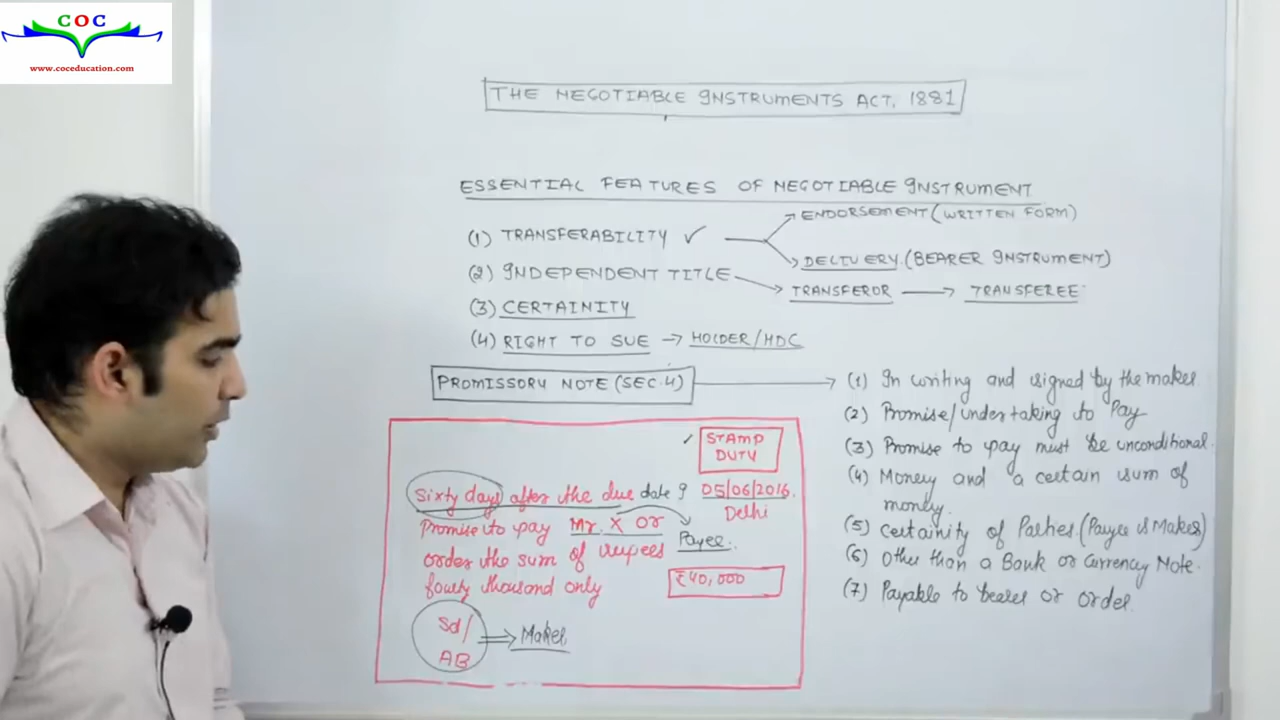 COC
www.coceducation.com
THE NEGOTIABLE INSTRUMENTS ACT, 1881
ESSENTIAL FEATURES OF NEGOTIABLE INSTRUMENT
(1) TRANSFERABILITY ✓
ENDORSEMENT (WRITTEN FORM)
DELIVERY (BEARER INSTRUMENT)
(2) INDEPENDENT TITLE
TRANSFEROR → TRANSFEREE
(3) CERTAINITY
(4) RIGHT TO SUE → HOLDER/HDC
PROMISSORY NOTE (SEC.4)
(1) In writing and signed by the maker
(2) Promise/undertaking to Pay
(3) Promise to pay must be unconditional.
(4) Money and a certain sum of
money.
(5) Certainity of Parties (Payee & Maker)
(6) Other than a Bank or Currency Note.
(7) Payable to bearer or order.
STAMP
DUTY
Sixty days after the due date I
05/06/2016
Delhi
Promise to pay Mr. X or
Payee.
order the sum of rupees
fourty thousand only
₹40,000
Sd/
AB
Maker